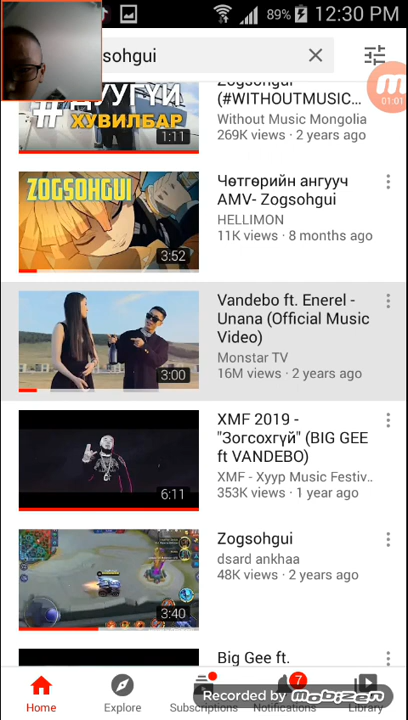 89% 12:30 PM
sohgui
Zogsohgui
(#WITHOUTMUSIC...
Without Music Mongolia
269K views · 2 years ago
#ДУУГҮЙ
ХУВИЛБАР
1:11
01:01
Чөтгөрийн ангууч
AMV- Zogsohgui
HELLIMON
11K views · 8 months ago
ZOGSOHGUI
3:52
Vandebo ft. Enerel -
Unana (Official Music
Video)
Monstar TV
16M views · 2 years ago
3:00
XMF 2019 -
"Зогсохгүй" (BIG GEE
ft VANDEBO)
XMF - Хүүр Music Festiv..
353K views · 1 year ago
6:11
Zogsohgui
dsard ankhaa
48K views · 2 years ago
3:40
Big Gee ft.
7
Home
Explore
Subscriptions
Notifications
Library
Recorded by mobizen